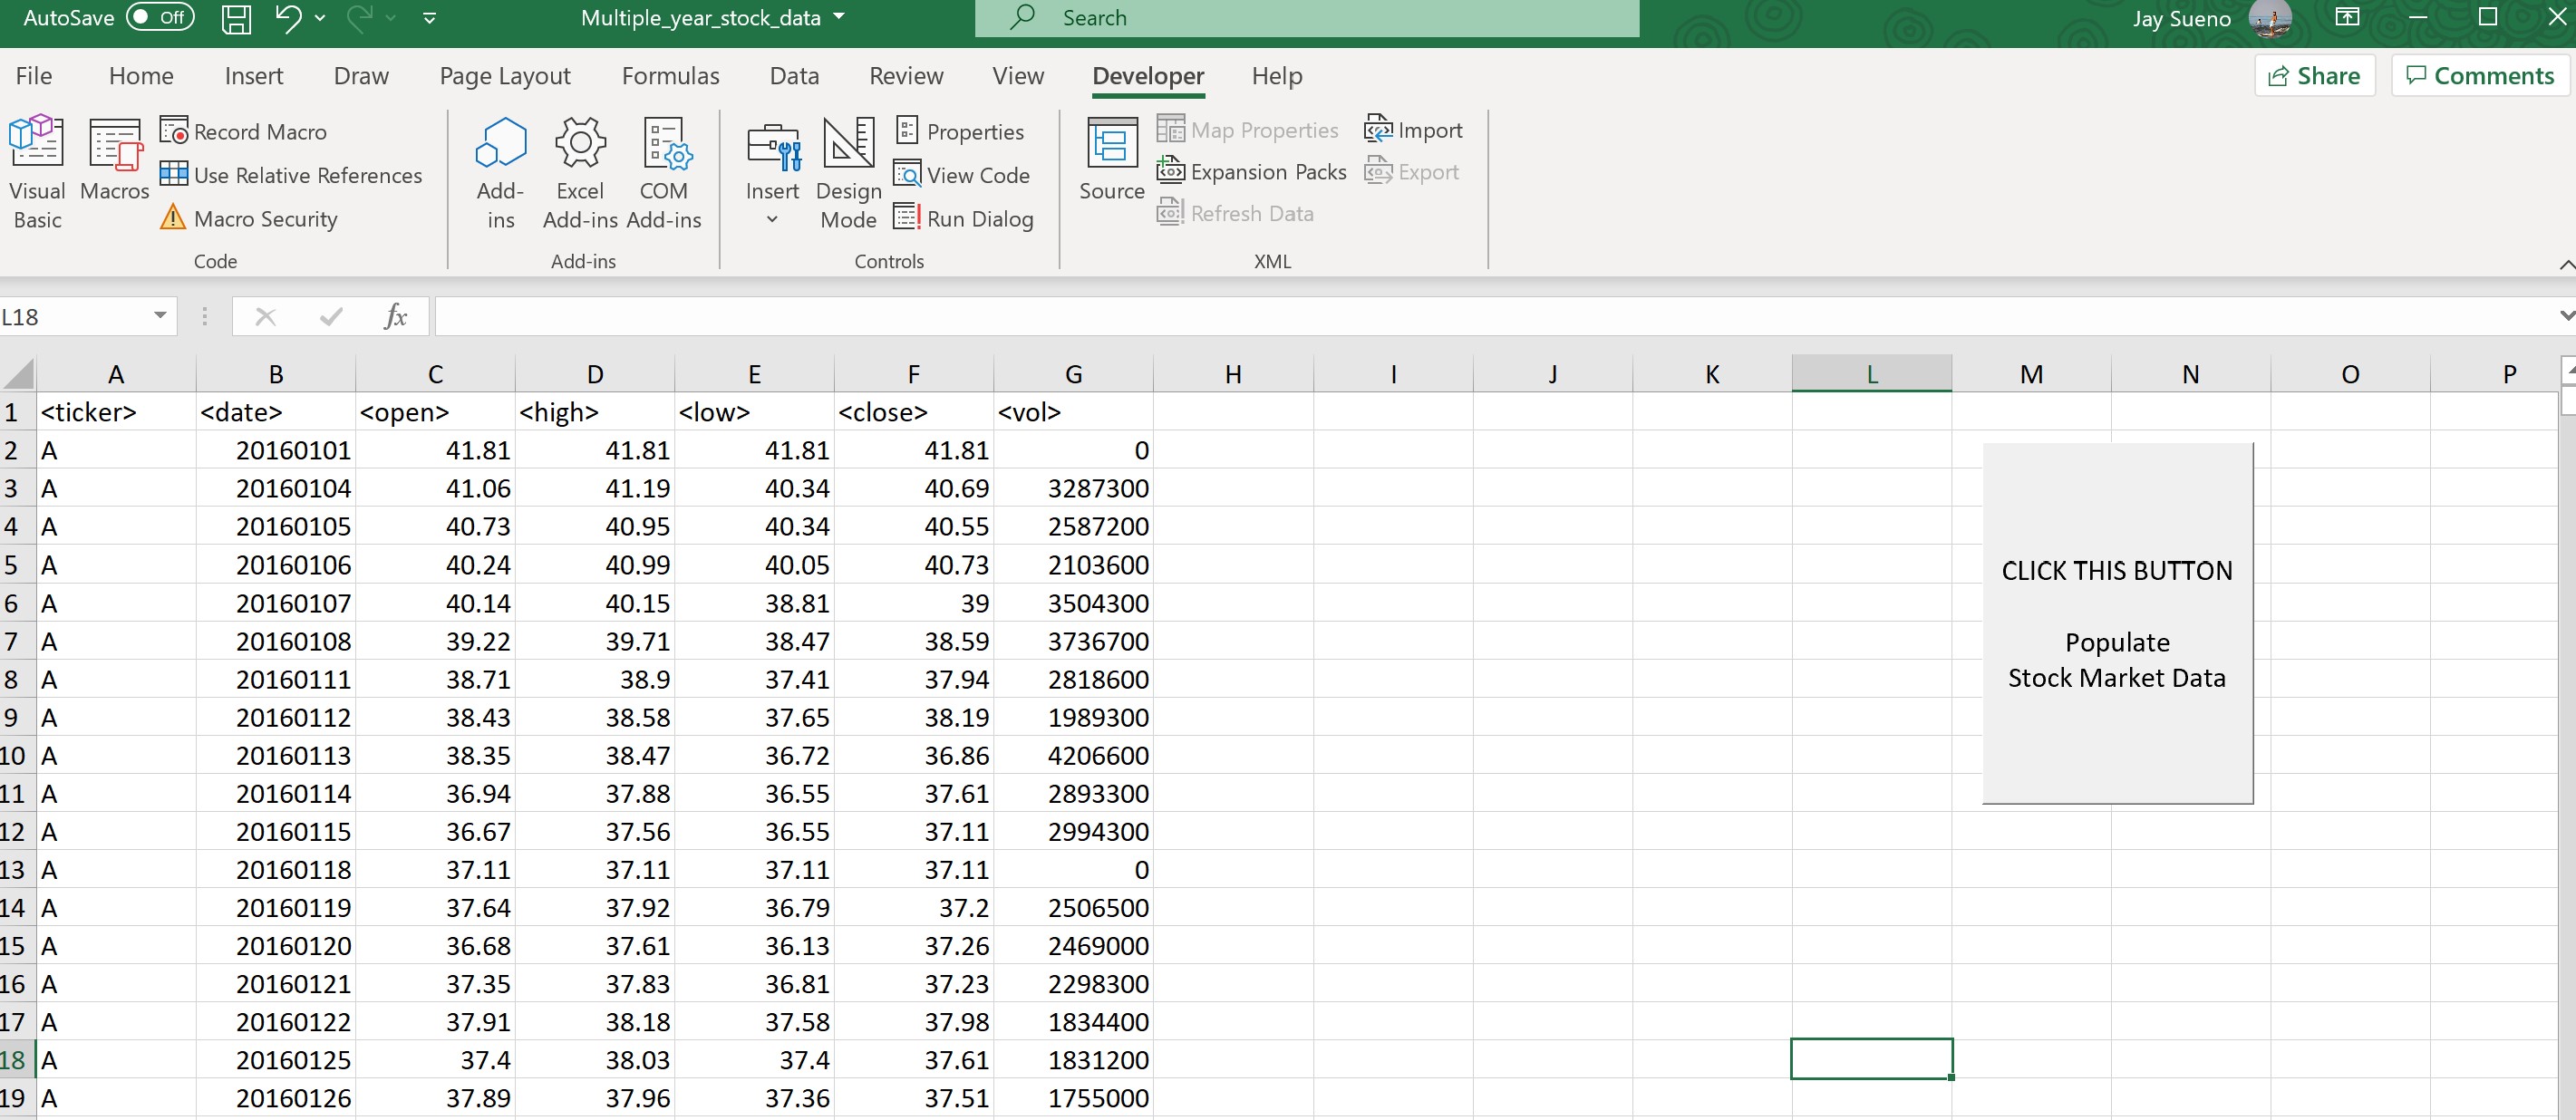 AutoSave Off Multiple_year_stock_data Search Jay Sueno
File Home Insert Draw Page Layout Formulas Data Review View Developer Help Share Comments
Visual Basic
Macros
Record Macro
Use Relative References
Macro Security
Code
Add-ins
Excel Add-ins
COM Add-ins
Add-ins
Insert
Design Mode
Properties
View Code
Run Dialog
Controls
Source
Map Properties
Expansion Packs
Refresh Data
Import
Export
XML
L18 fx
A B C D E F G H I J K L M N O P
1 <ticker> <date> <open> <high> <low> <close> <vol>
2 A 20160101 41.81 41.81 41.81 41.81 0
3 A 20160104 41.06 41.19 40.34 40.69 3287300
4 A 20160105 40.73 40.95 40.34 40.55 2587200
5 A 20160106 40.24 40.99 40.05 40.73 2103600
6 A 20160107 40.14 40.15 38.81 39 3504300
7 A 20160108 39.22 39.71 38.47 38.59 3736700
8 A 20160111 38.71 38.9 37.41 37.94 2818600
9 A 20160112 38.43 38.58 37.65 38.19 1989300
10 A 20160113 38.35 38.47 36.72 36.86 4206600
11 A 20160114 36.94 37.88 36.55 37.61 2893300
12 A 20160115 36.67 37.56 36.55 37.11 2994300
13 A 20160118 37.11 37.11 37.11 37.11 0
14 A 20160119 37.64 37.92 36.79 37.2 2506500
15 A 20160120 36.68 37.61 36.13 37.26 2469000
16 A 20160121 37.35 37.83 36.81 37.23 2298300
17 A 20160122 37.91 38.18 37.58 37.98 1834400
18 A 20160125 37.4 38.03 37.4 37.61 1831200
19 A 20160126 37.89 37.96 37.36 37.51 1755000
CLICK THIS BUTTON
Populate
Stock Market Data